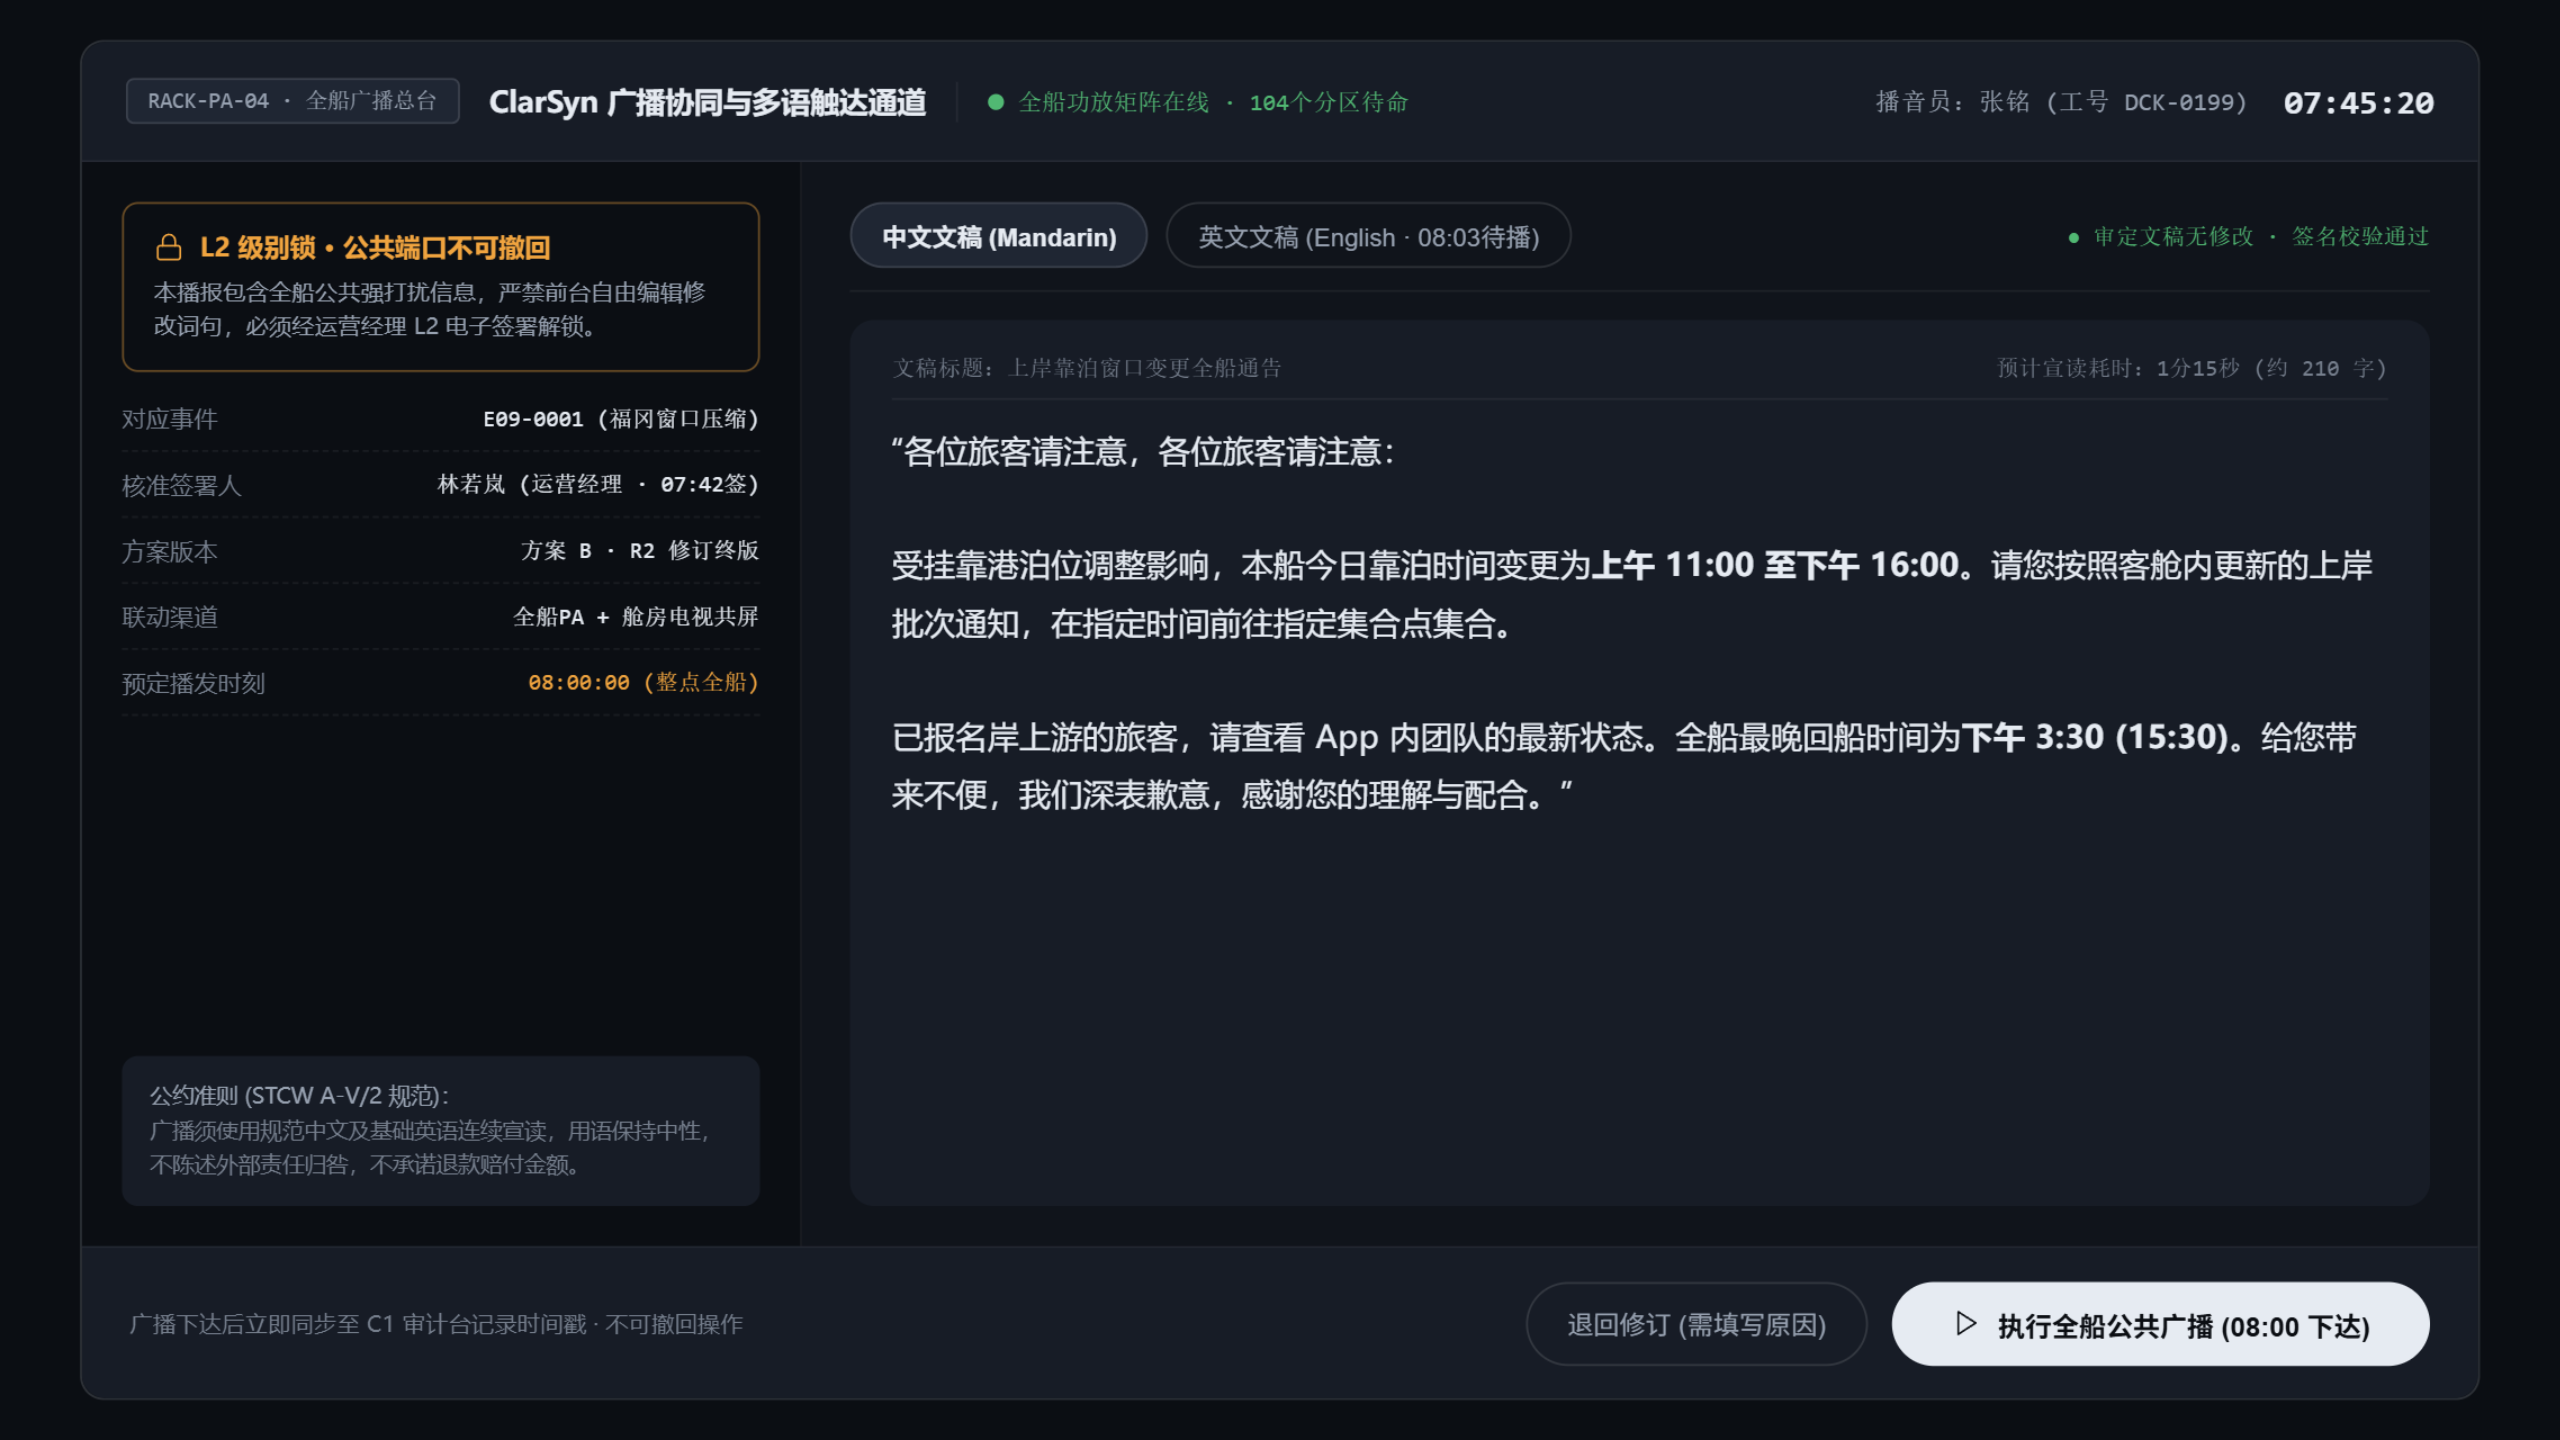 RACK-PA-04 · 全船广播总台
ClarSyn 广播协同与多语触达通道
全船功放矩阵在线 · 104个分区待命
播音员：张铭 (工号 DCK-0199)
07:45:20
L2 级别锁 • 公共端口不可撤回
本播报包含全船公共强打扰信息，严禁前台自由编辑修
改词句，必须经运营经理 L2 电子签署解锁。
对应事件
E09-0001 (福冈窗口压缩)
核准签署人
林若岚 (运营经理 · 07:42签)
方案版本
方案 B · R2 修订终版
联动渠道
全船PA + 舱房电视共屏
预定播发时刻
08:00:00 (整点全船)
公约准则 (STCW A-V/2 规范)：
广播须使用规范中文及基础英语连续宣读，用语保持中性，
不陈述外部责任归咎，不承诺退款赔付金额。
中文文稿 (Mandarin)
英文文稿 (English · 08:03待播)
审定文稿无修改 · 签名校验通过
文稿标题：上岸靠泊窗口变更全船通告
预计宣读耗时：1分15秒 (约 210 字)
“各位旅客请注意，各位旅客请注意：
受挂靠港泊位调整影响，本船今日靠泊时间变更为上午 11:00 至下午 16:00。请您按照客舱内更新的上岸
批次通知，在指定时间前往指定集合点集合。
已报名岸上游的旅客，请查看 App 内团队的最新状态。全船最晚回船时间为下午 3:30 (15:30)。给您带
来不便，我们深表歉意，感谢您的理解与配合。”
广播下达后立即同步至 C1 审计台记录时间戳 · 不可撤回操作
退回修订 (需填写原因)
执行全船公共广播 (08:00 下达)